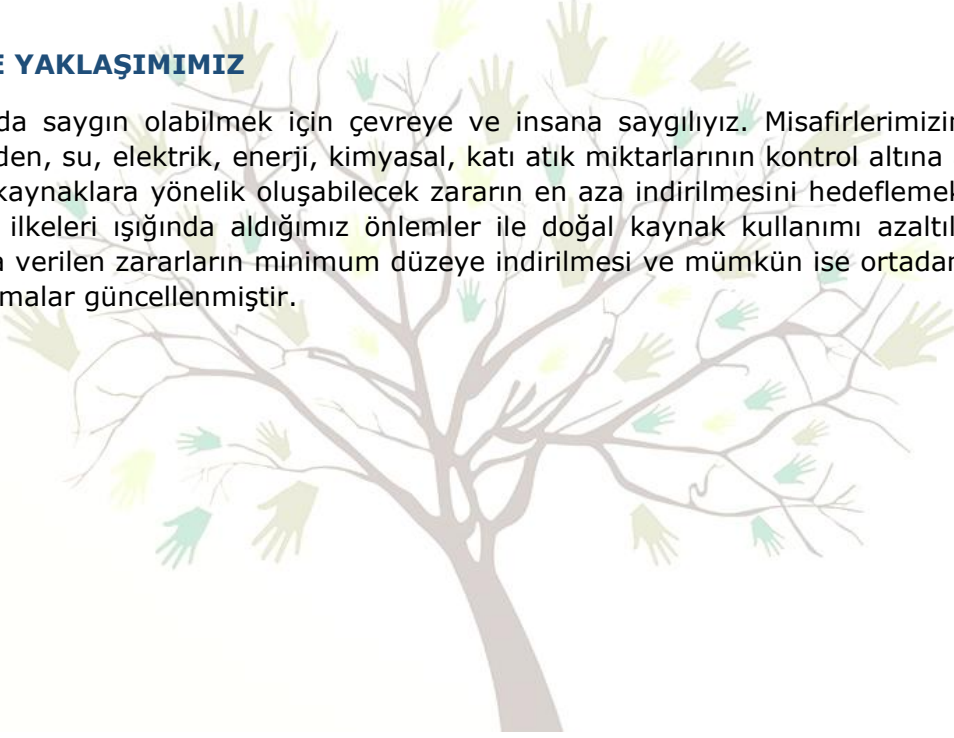 E YAKLAŞIMIMIZ
da saygın olabilmek için çevreye ve insana saygılıyız. Misafirlerimizin
den, su, elektrik, enerji, kimyasal, katı atık miktarlarının kontrol altına
kaynaklara yönelik oluşabilecek zararın en aza indirilmesini hedeflemek
ilkeleri ışığında aldığımız önlemler ile doğal kaynak kullanımı azaltıl
a verilen zararların minimum düzeye indirilmesi ve mümkün ise ortadan
malar güncellenmiştir.